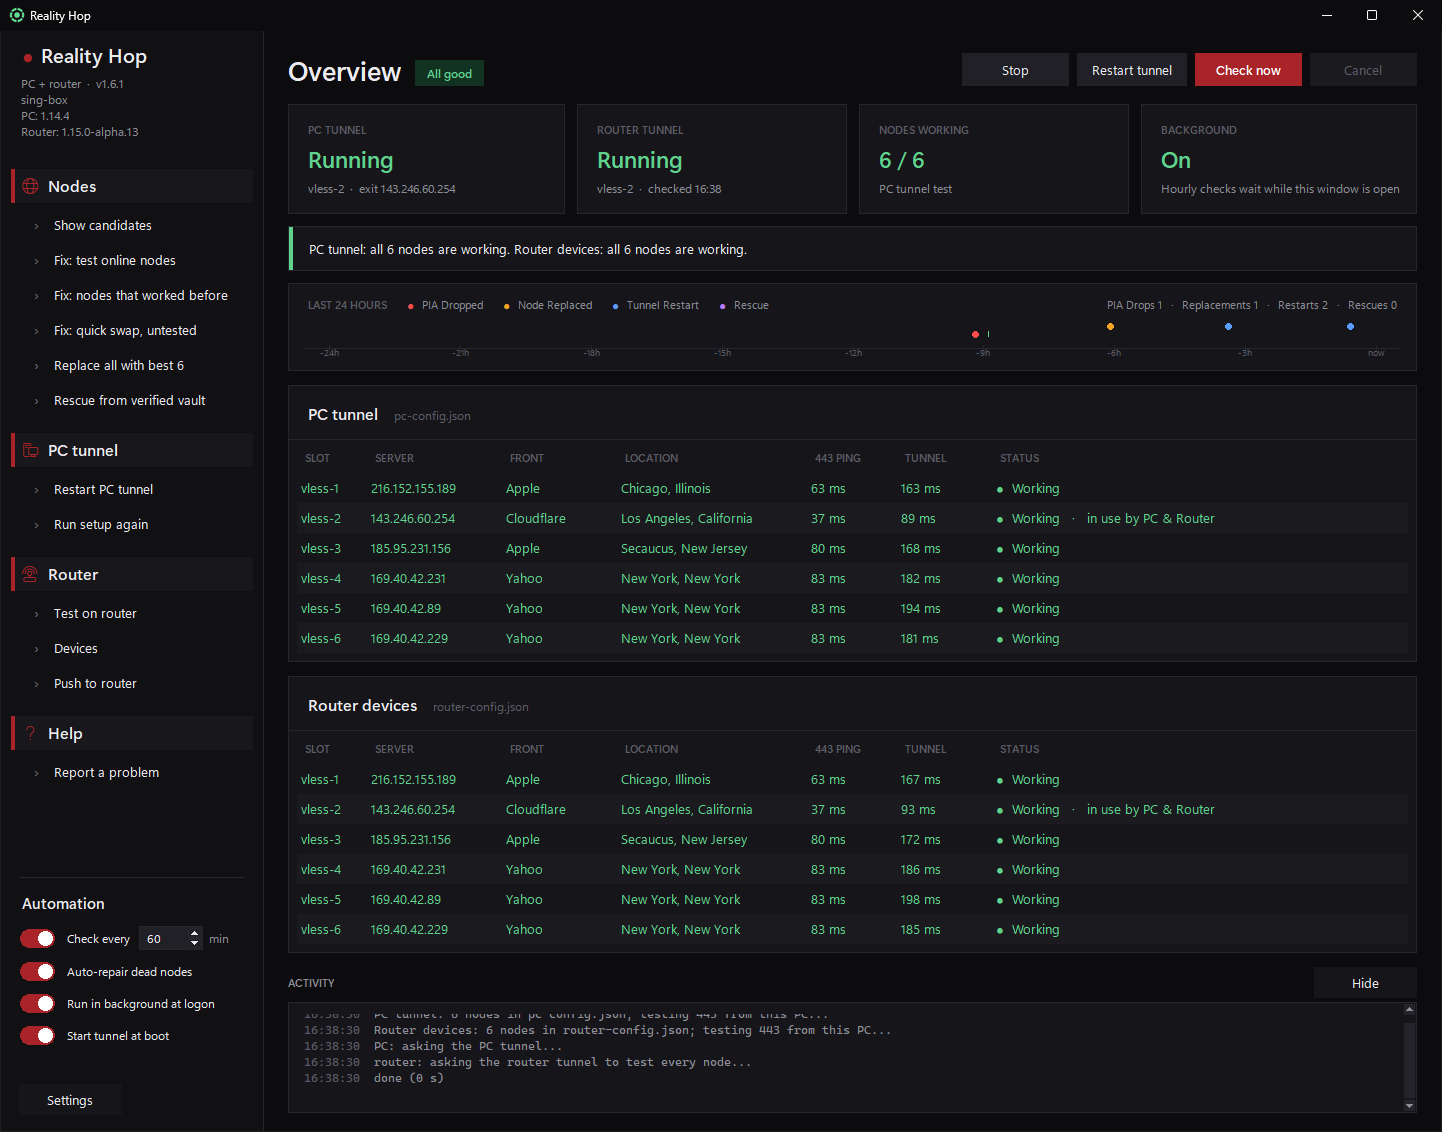 Reality Hop
Reality Hop
PC + router · v1.6.1
sing-box
PC: 1.14.4
Router: 1.15.0-alpha.13
Nodes
Show candidates
Fix: test online nodes
Fix: nodes that worked before
Fix: quick swap, untested
Replace all with best 6
Rescue from verified vault
PC tunnel
Restart PC tunnel
Run setup again
Router
Test on router
Devices
Push to router
Help
Report a problem
Automation
Check every 60 min
Auto-repair dead nodes
Run in background at logon
Start tunnel at boot
Settings
Overview All good
Stop Restart tunnel Check now Cancel
PC TUNNEL
Running
vless-2 · exit 143.246.60.254
ROUTER TUNNEL
Running
vless-2 · checked 16:38
NODES WORKING
6 / 6
PC tunnel test
BACKGROUND
On
Hourly checks wait while this window is open
PC tunnel: all 6 nodes are working. Router devices: all 6 nodes are working.
LAST 24 HOURS PIA Dropped Node Replaced Tunnel Restart Rescue PIA Drops 1 · Replacements 1 · Restarts 2 · Rescues 0
-24h -21h -18h -15h -12h -9h -6h -3h now
PC tunnel pc-config.json
SLOT SERVER FRONT LOCATION 443 PING TUNNEL STATUS
vless-1 216.152.155.189 Apple Chicago, Illinois 63 ms 163 ms Working
vless-2 143.246.60.254 Cloudflare Los Angeles, California 37 ms 89 ms Working · in use by PC & Router
vless-3 185.95.231.156 Apple Secaucus, New Jersey 80 ms 168 ms Working
vless-4 169.40.42.231 Yahoo New York, New York 83 ms 182 ms Working
vless-5 169.40.42.89 Yahoo New York, New York 83 ms 194 ms Working
vless-6 169.40.42.229 Yahoo New York, New York 83 ms 181 ms Working
Router devices router-config.json
SLOT SERVER FRONT LOCATION 443 PING TUNNEL STATUS
vless-1 216.152.155.189 Apple Chicago, Illinois 63 ms 167 ms Working
vless-2 143.246.60.254 Cloudflare Los Angeles, California 37 ms 93 ms Working · in use by PC & Router
vless-3 185.95.231.156 Apple Secaucus, New Jersey 80 ms 172 ms Working
vless-4 169.40.42.231 Yahoo New York, New York 83 ms 186 ms Working
vless-5 169.40.42.89 Yahoo New York, New York 83 ms 198 ms Working
vless-6 169.40.42.229 Yahoo New York, New York 83 ms 185 ms Working
ACTIVITY Hide
16:38:30 PC tunnel: 6 nodes in pc-config.json; testing 443 from this PC...
16:38:30 Router devices: 6 nodes in router-config.json; testing 443 from this PC...
16:38:30 PC: asking the PC tunnel...
16:38:30 router: asking the router tunnel to test every node...
16:38:30 done (0 s)